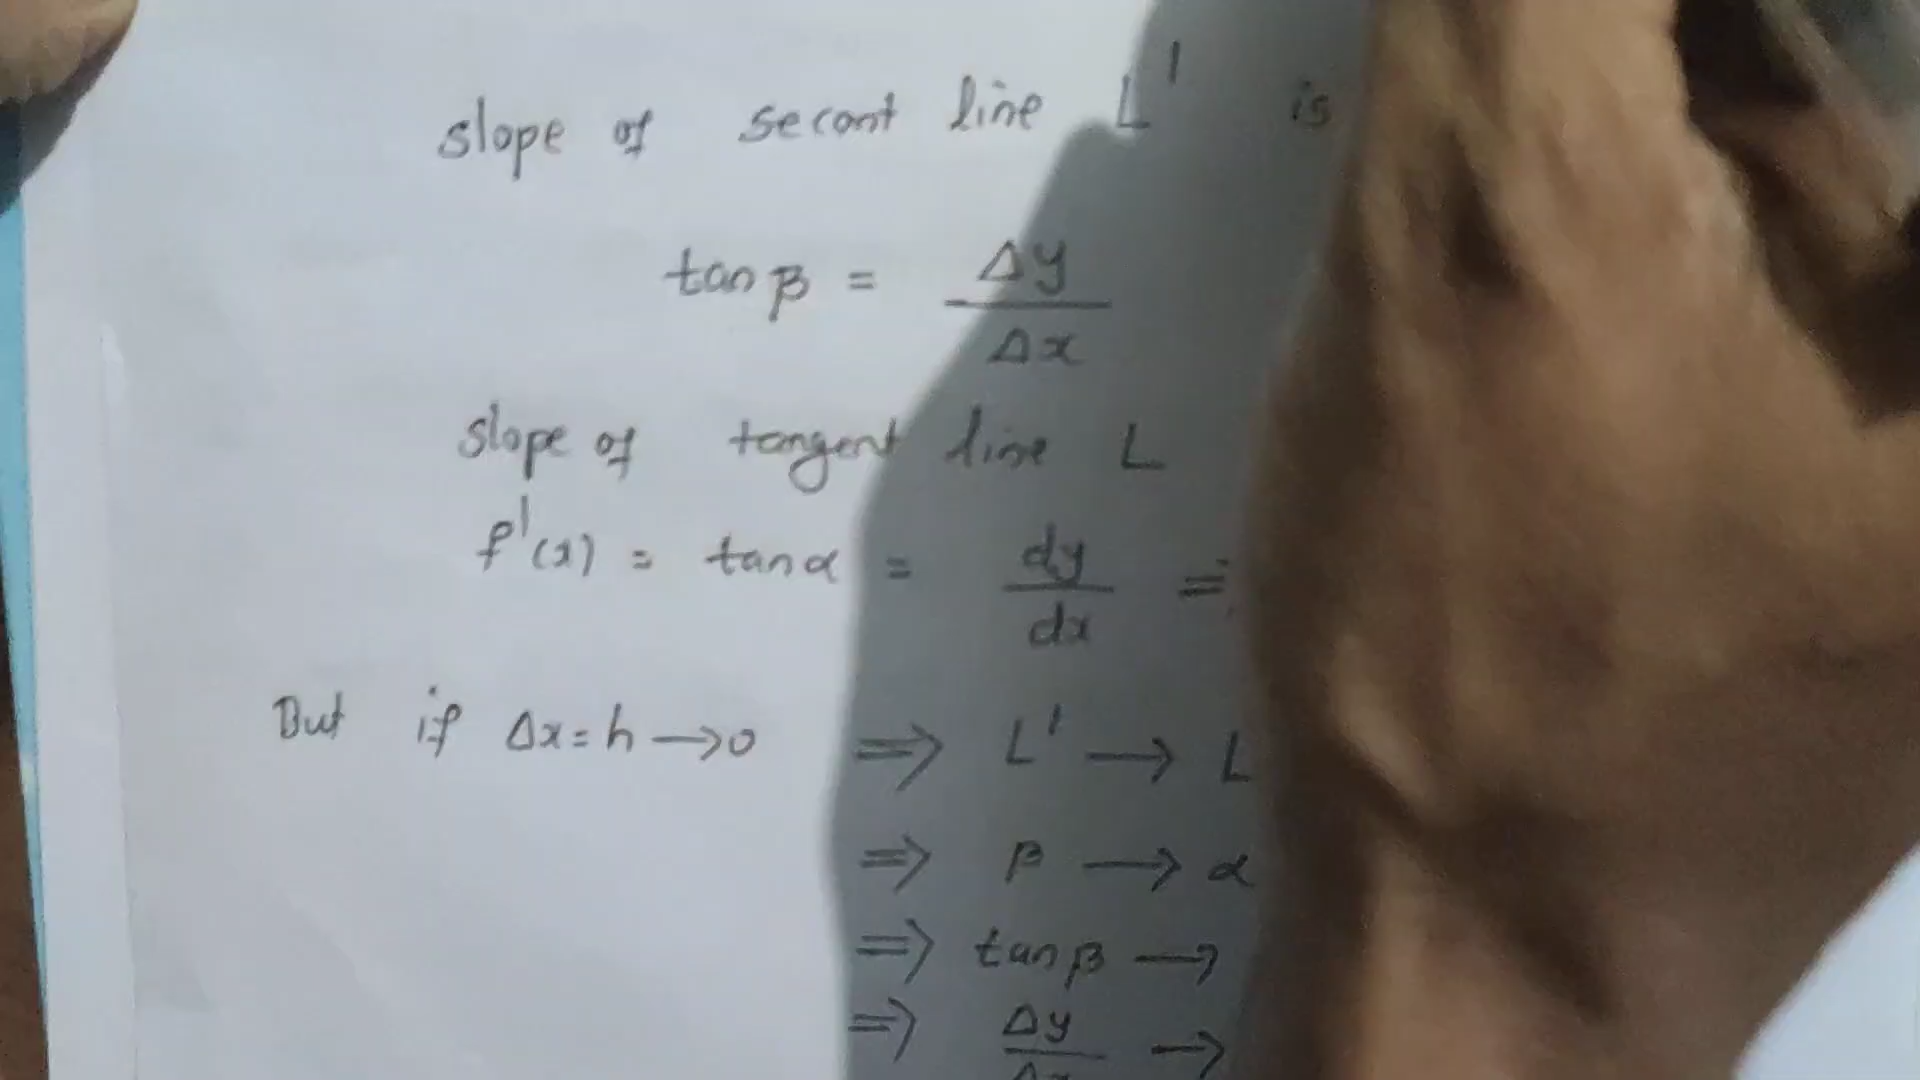 slope of secant line L' is
tan β = Δy / Δx
slope of tangent line L
f'(x) = tan α = dy / dx =
But if Δx = h → 0 ⇒ L' → L
⇒ β → α
⇒ tan β →
⇒ Δy / Δx →